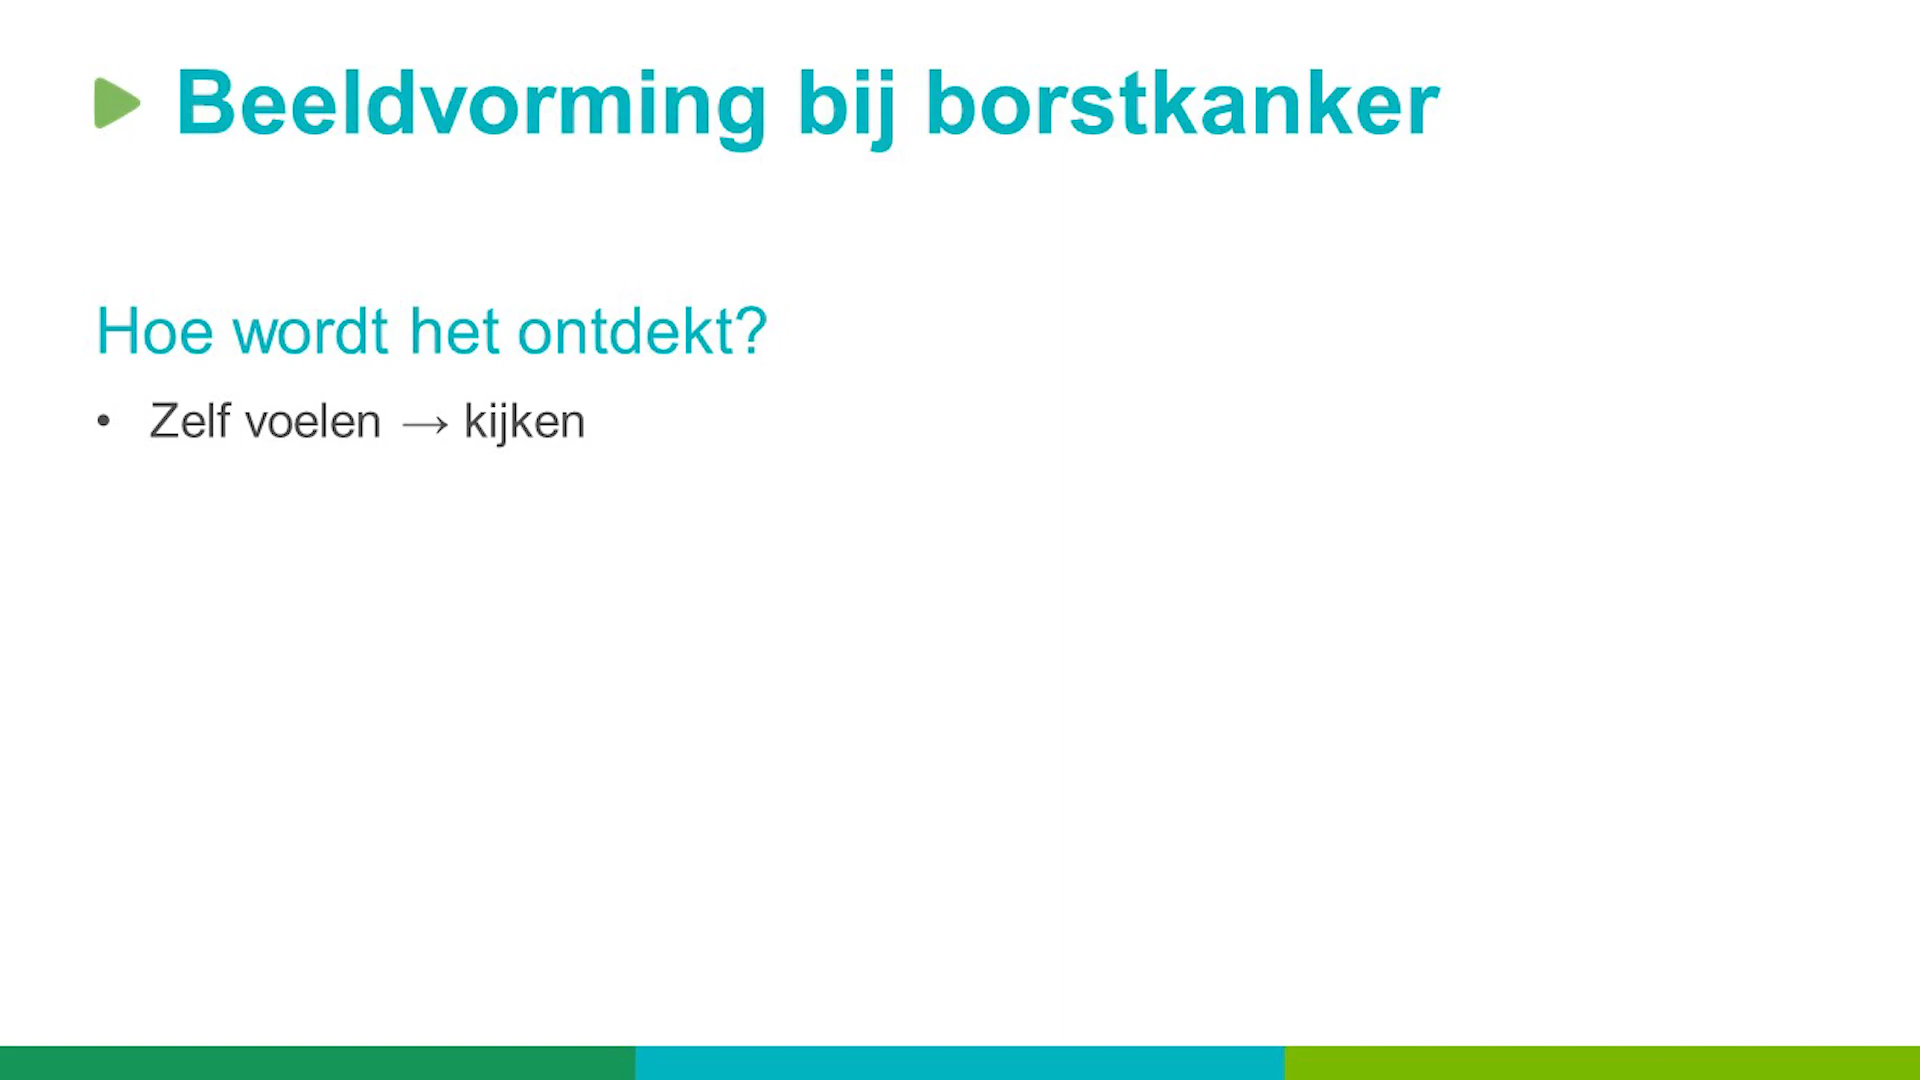 Beeldvorming bij borstkanker
Hoe wordt het ontdekt?
• Zelf voelen → kijken